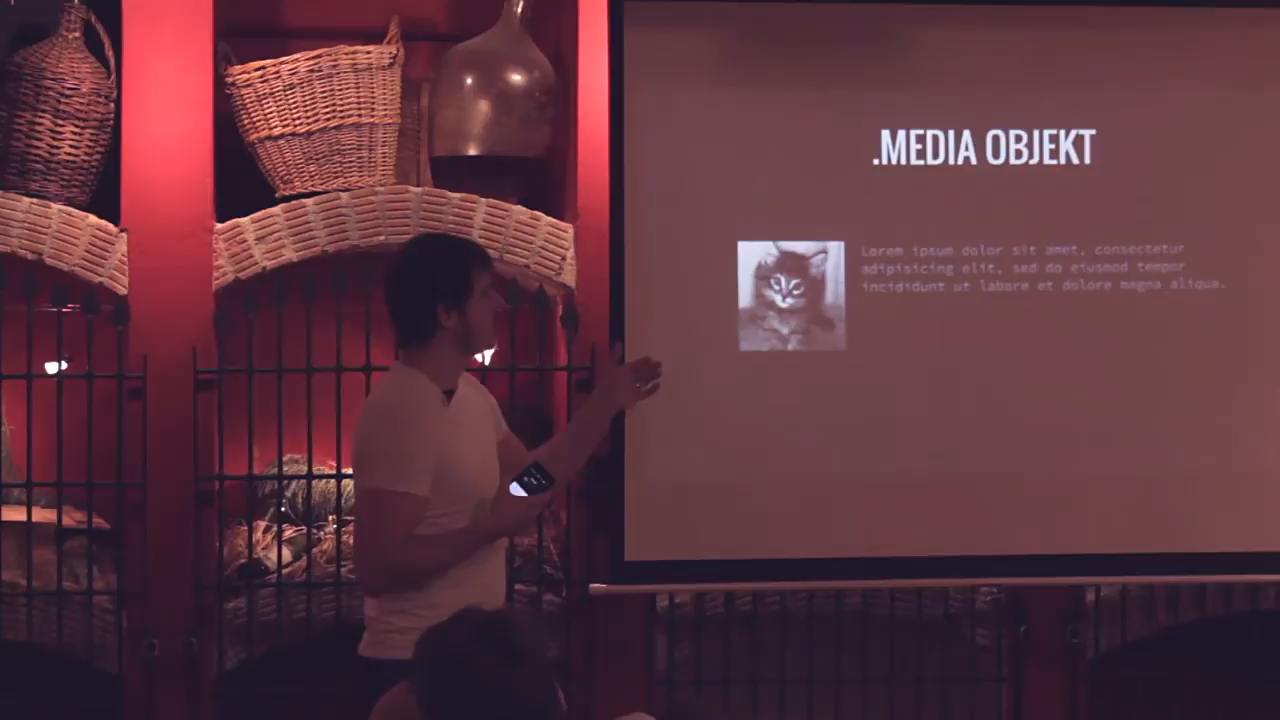 .MEDIA OBJEKT
Lorem ipsum dolor sit amet, consectetur
adipisicing elit, sed do eiusmod tempor
incididunt ut labore et dolore magna aliqua.